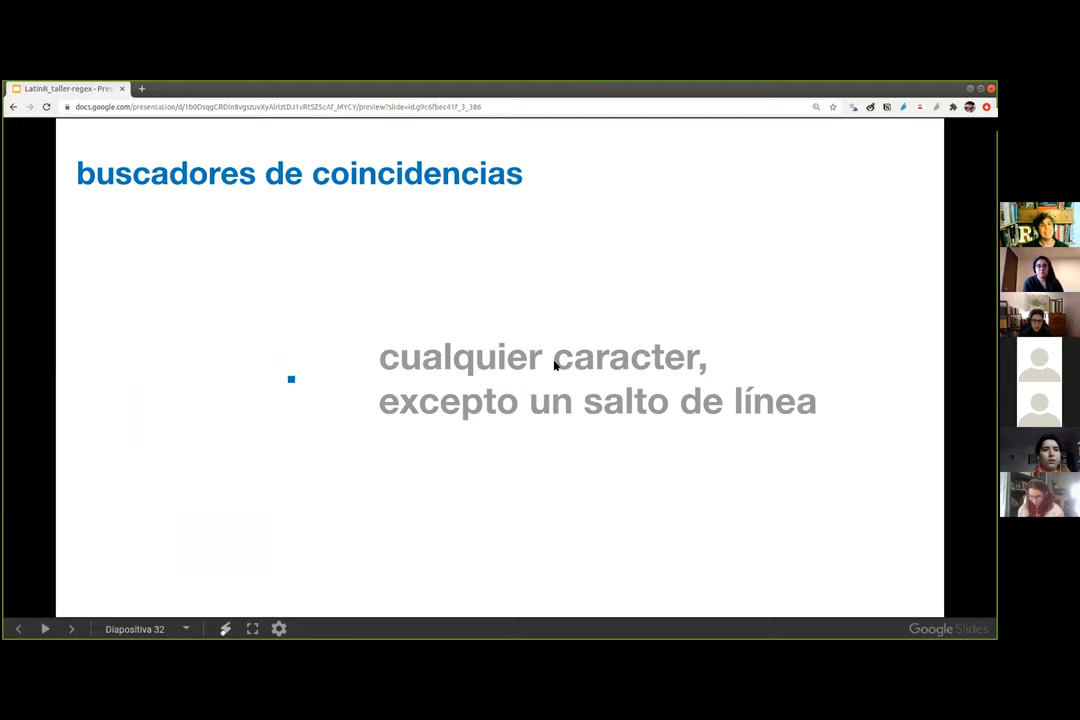 LatinR_taller-regex - Pres
buscadores de coincidencias
.
cualquier caracter,
excepto un salto de línea
Diapositiva 32
Google Slides
R